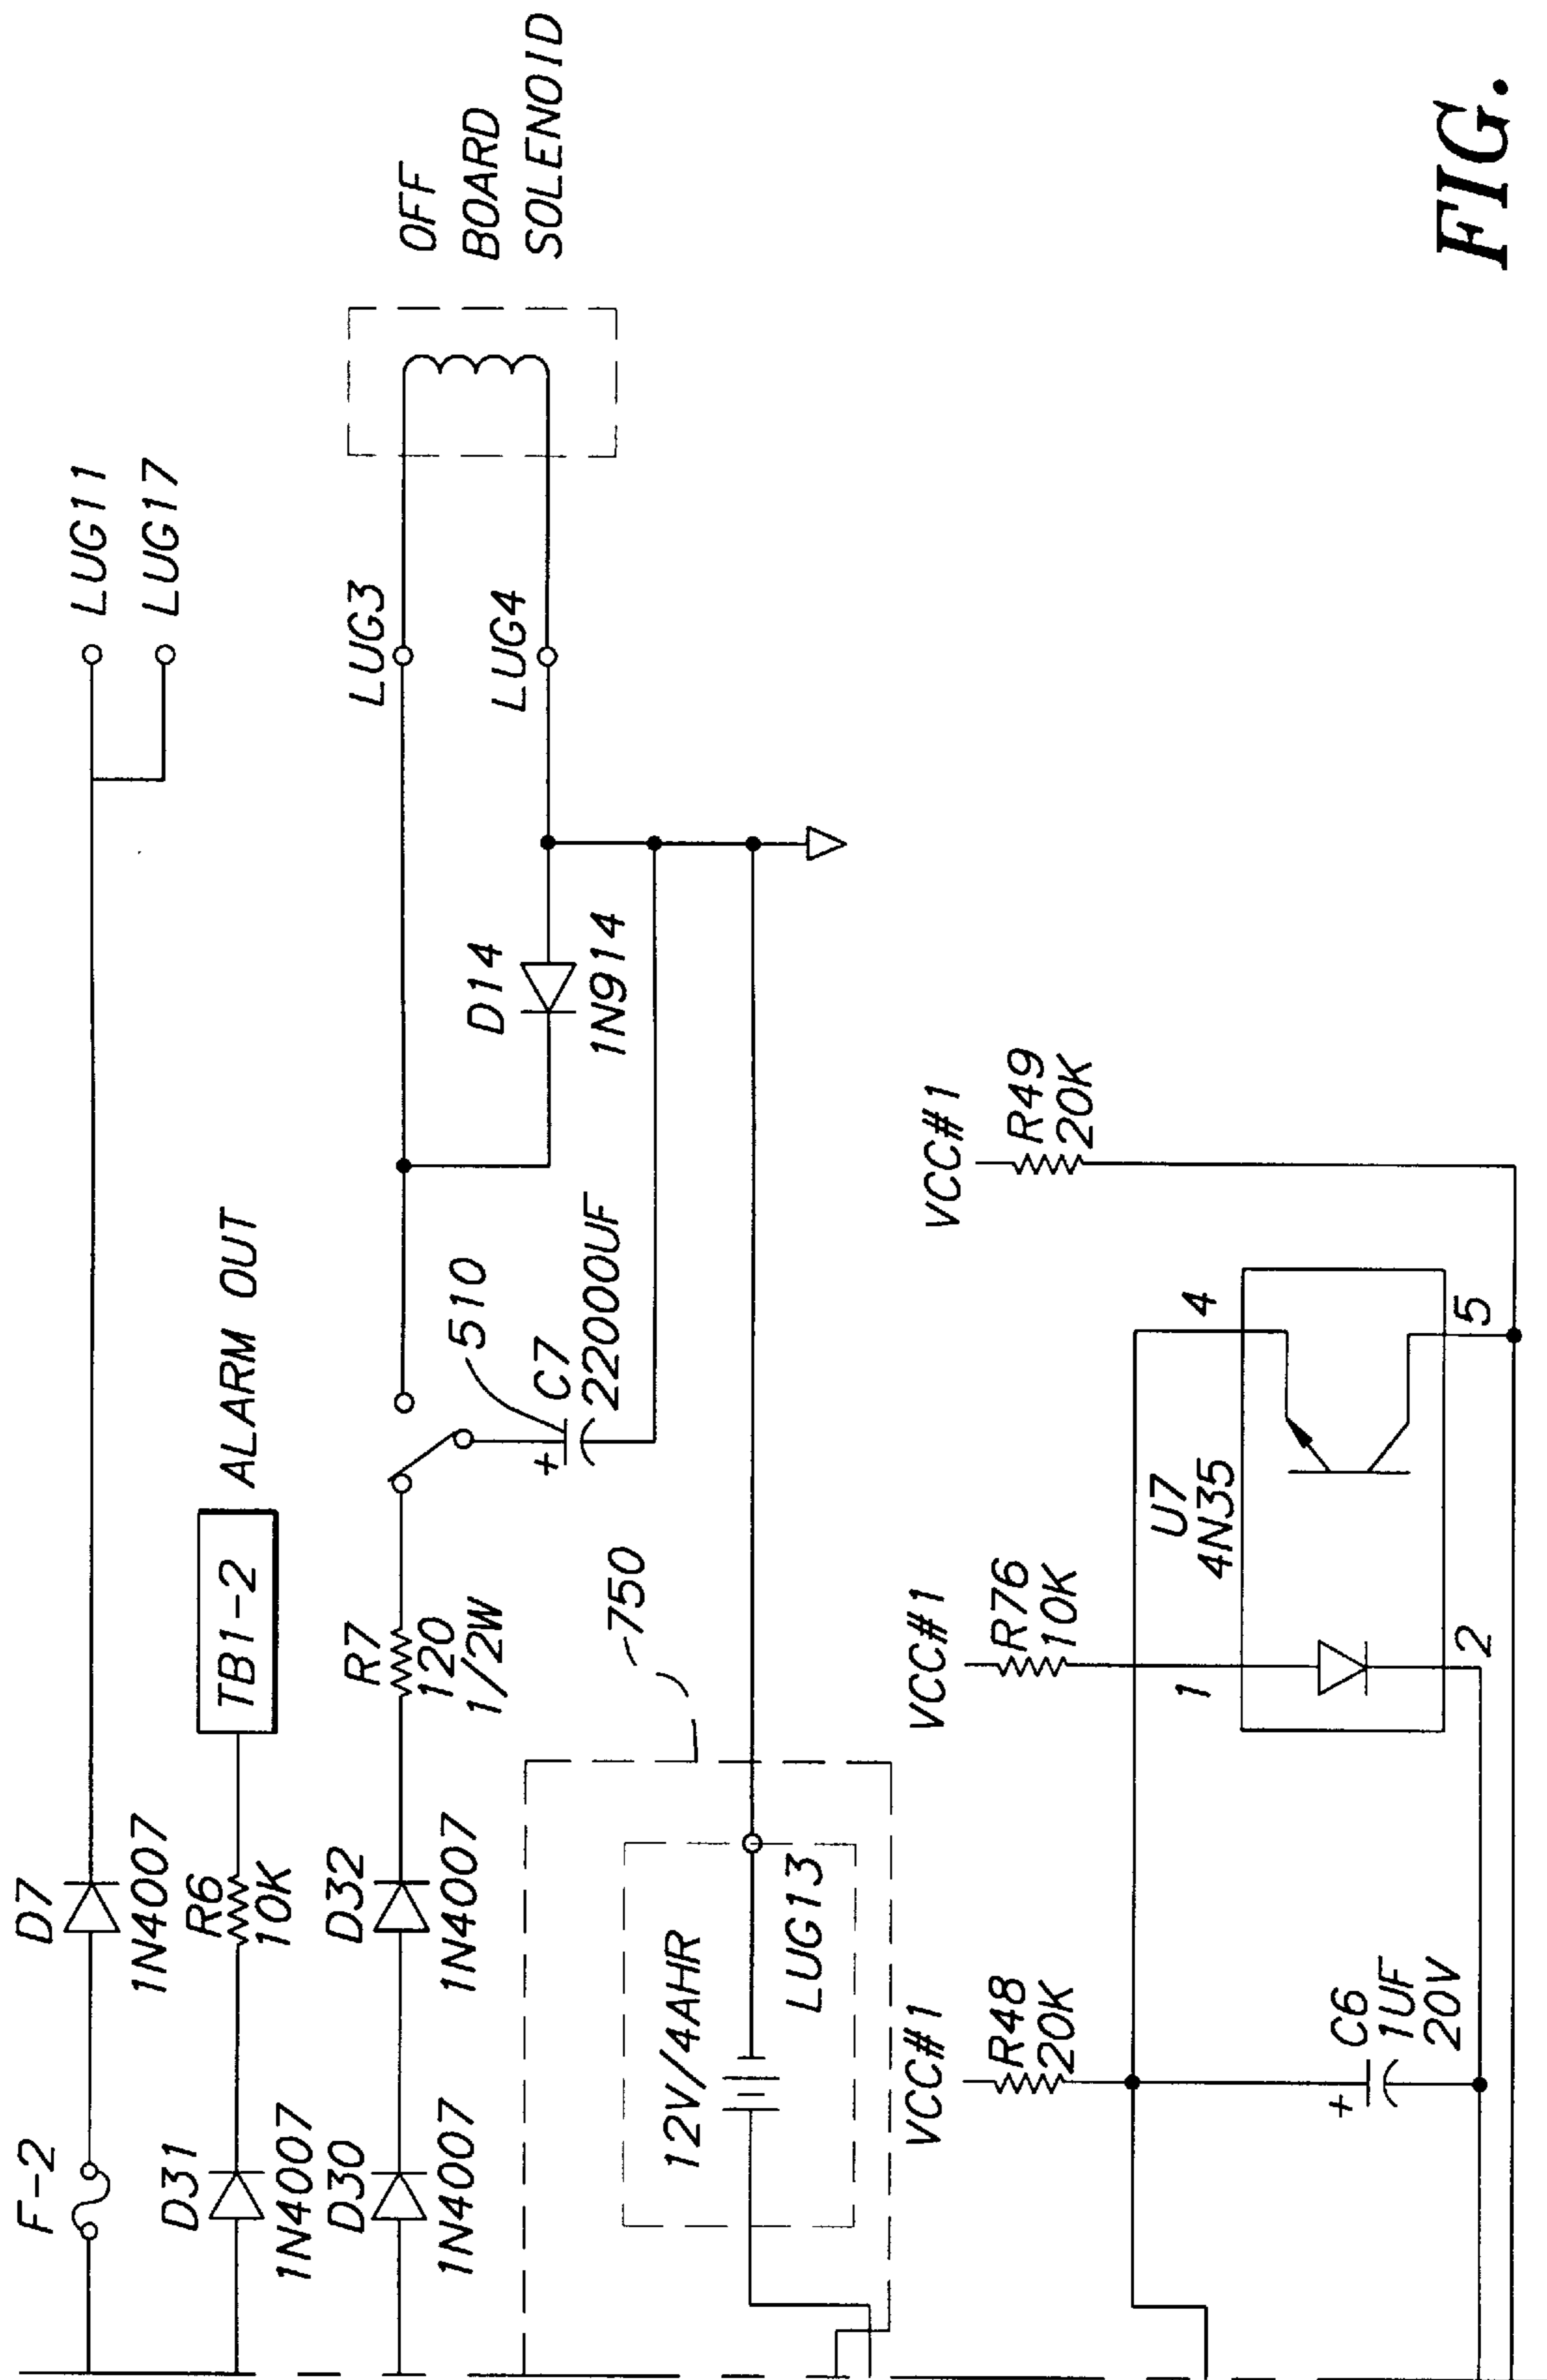 F-2
D7
1N4007
LUG11
LUG17
D31
1N4007
R6
10K
TB1-2
ALARM OUT
D30
1N4007
D32
1N4007
R7
120
1/2W
510
C7
+
22000UF
D14
1N914
LUG3
LUG4
OFF
BOARD
SOLENOID
750
12V/4AHR
LUG13
VCC#1
R48
20K
+
C6
1UF
20V
VCC#1
R76
10K
1
2
U7
4N35
4
5
VCC#1
R49
20K
FIG.